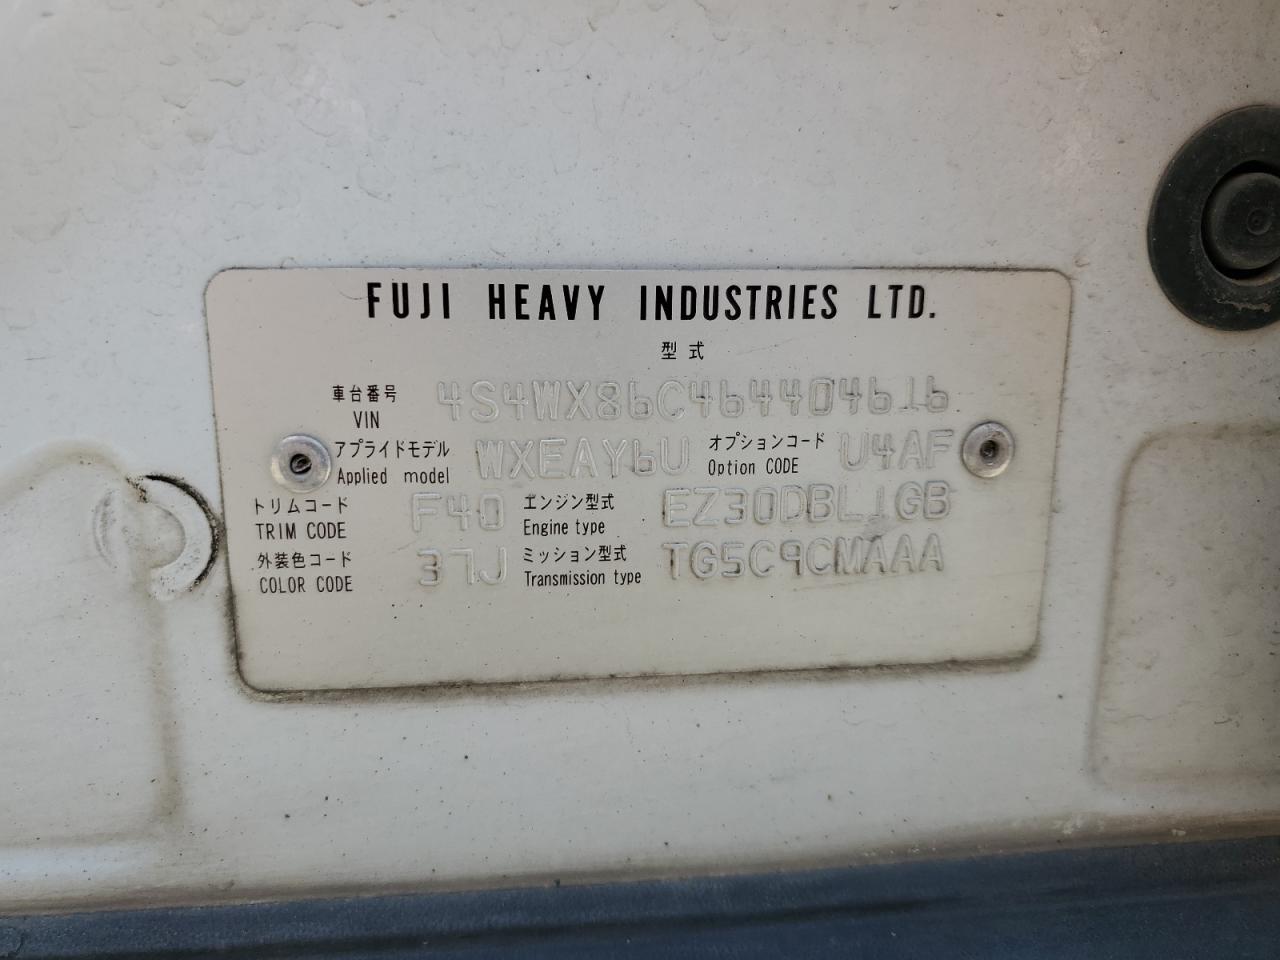 FUJI HEAVY INDUSTRIES LTD.
型式
車台番号 VIN 4S4WX86C464404616
アプライドモデル Applied model WXEAY6U オプションコード Option CODE U4AF
トリムコード TRIM CODE F40 エンジン型式 Engine type EZ30DBL1GB
外装色コード COLOR CODE 37J ミッション型式 Transmission type TG5C9CMAAA